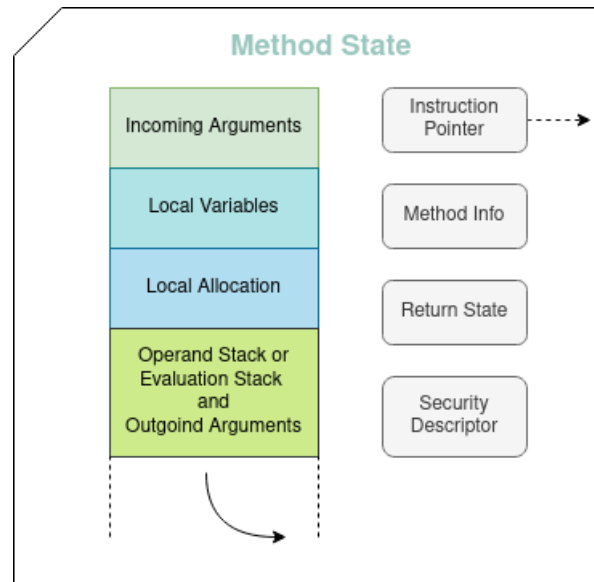 Method State
Incoming Arguments
Local Variables
Local Allocation
Operand Stack or
Evaluation Stack
and
Outgoind Arguments
Instruction
Pointer
Method Info
Return State
Security
Descriptor